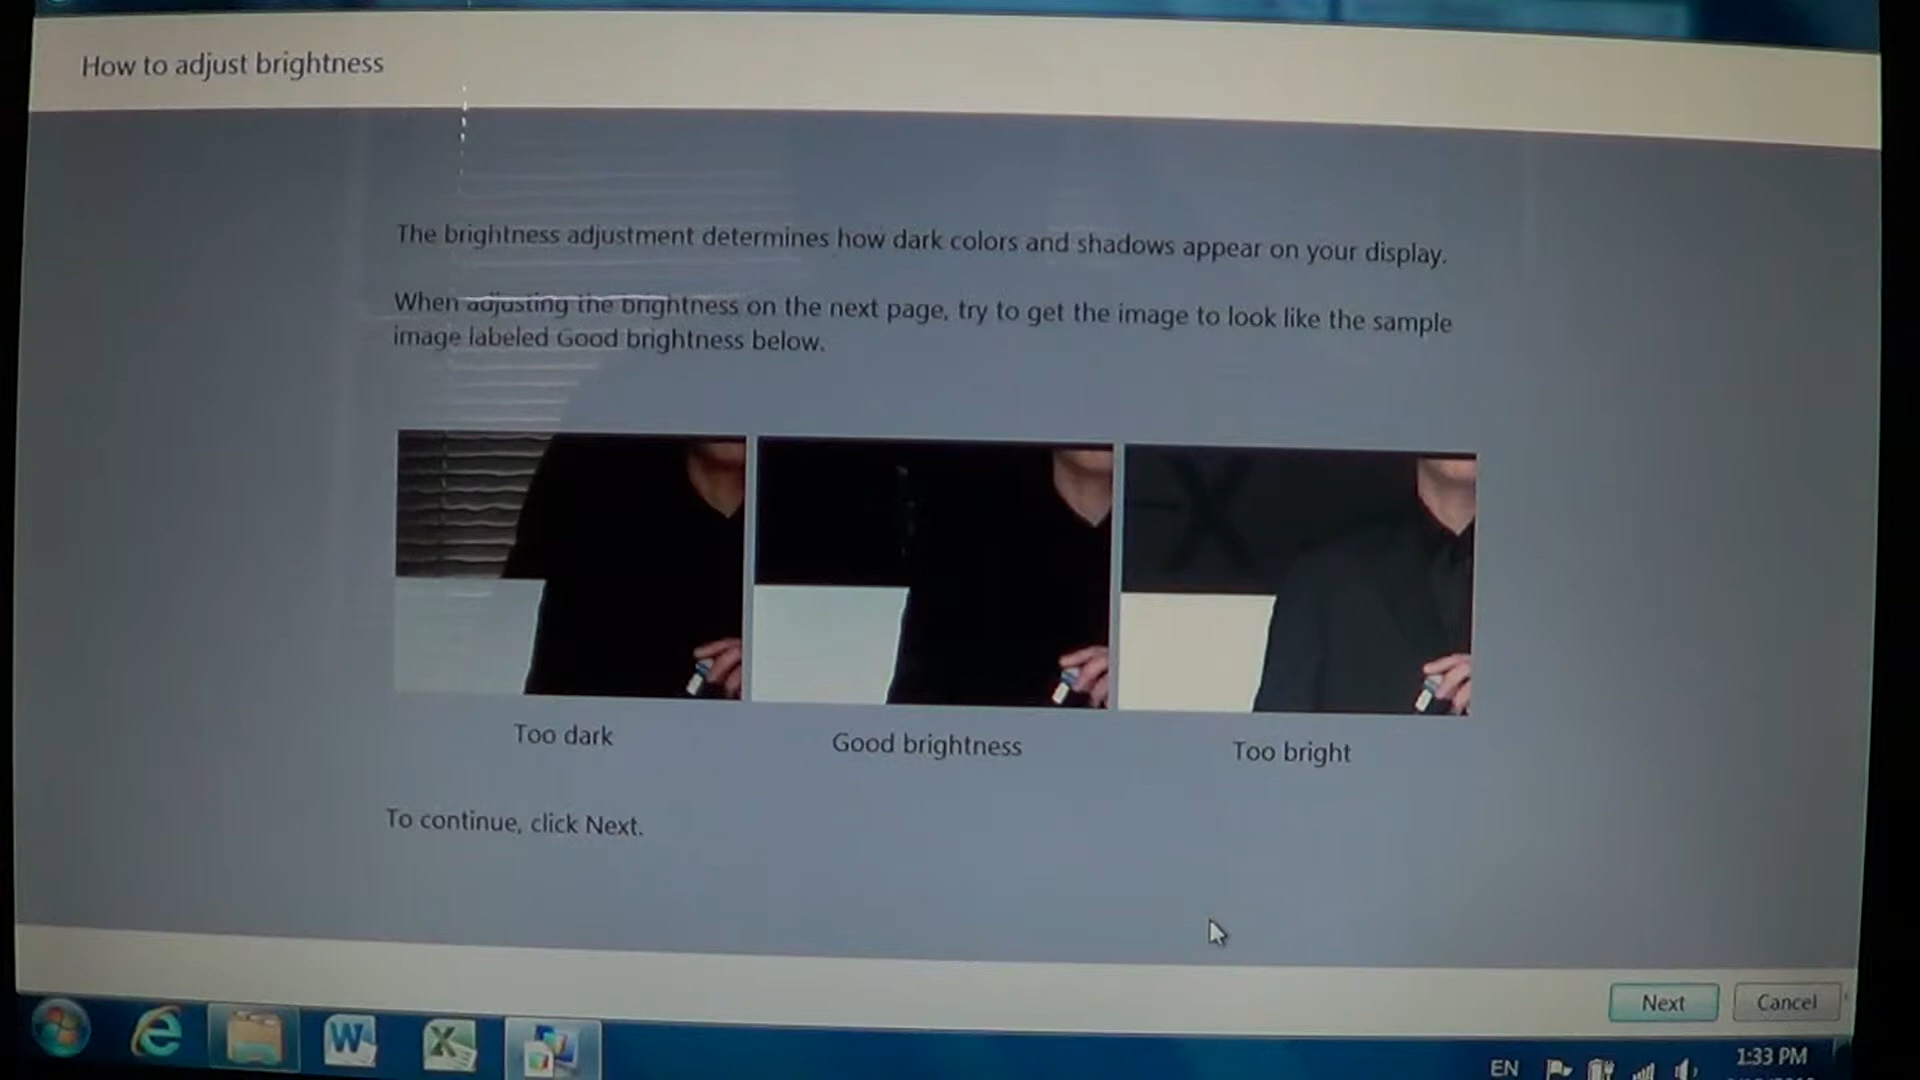 How to adjust brightness
The brightness adjustment determines how dark colors and shadows appear on your display.
When adjusting the brightness on the next page, try to get the image to look like the sample
image labeled Good brightness below.
Too dark
Good brightness
Too bright
To continue, click Next.
Next
Cancel
EN
1:33 PM